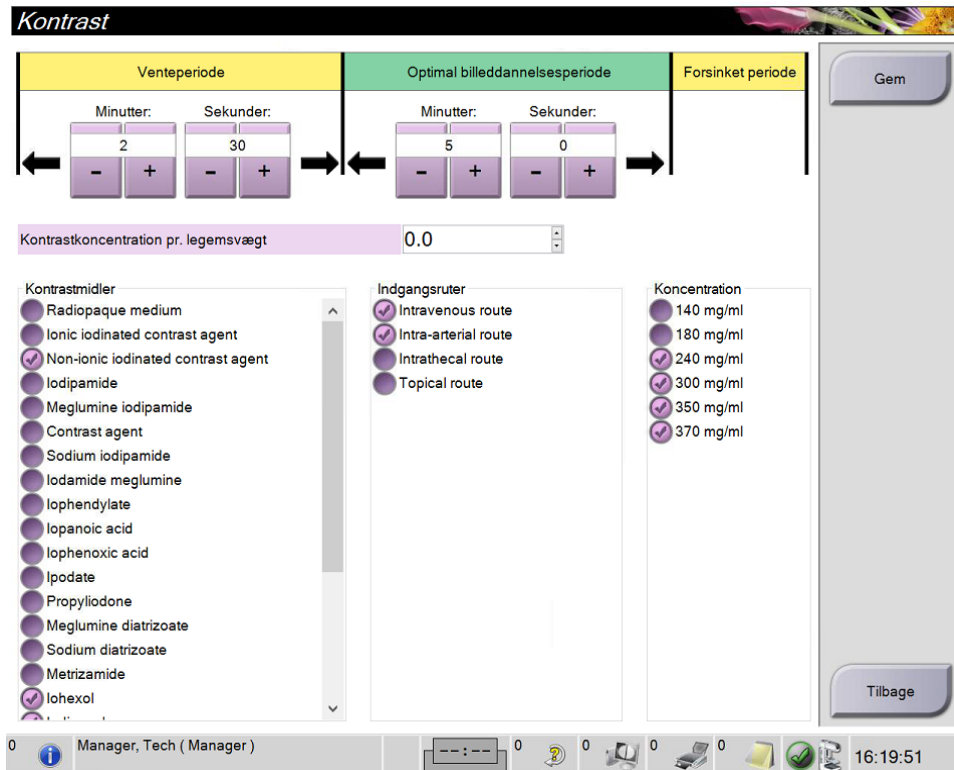 Kontrast
Venteperiode
Optimal billeddannelsesperiode
Forsinket periode
Gem
Minutter:
Sekunder:
Minutter:
Sekunder:
2
30
5
0
-
+
-
+
-
+
-
+
Kontrastkoncentration pr. legemsvægt
0.0
Kontrastmidler
Radiopaque medium
Ionic iodinated contrast agent
Non-ionic iodinated contrast agent
Iodipamide
Meglumine iodipamide
Contrast agent
Sodium iodipamide
Iodamide meglumine
Iophendylate
Iopanoic acid
Iophenoxic acid
Ipodate
Propyliodone
Meglumine diatrizoate
Sodium diatrizoate
Metrizamide
Iohexol
Indgangsruter
Intravenous route
Intra-arterial route
Intrathecal route
Topical route
Koncentration
140 mg/ml
180 mg/ml
240 mg/ml
300 mg/ml
350 mg/ml
370 mg/ml
Tilbage
0
Manager, Tech ( Manager )
--:--
0
0
0
0
16:19:51